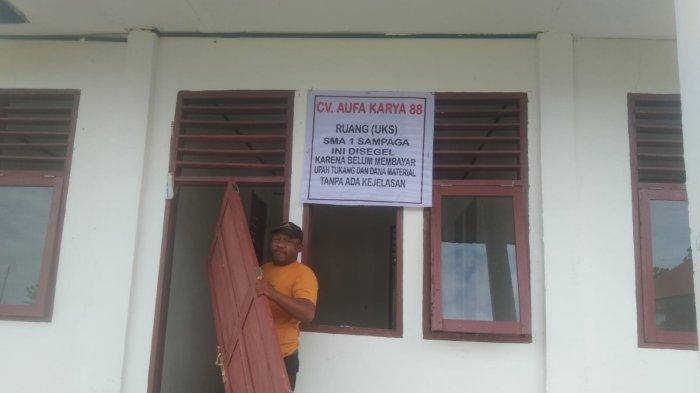 CV. AUFA KARYA 88
RUANG (UKS)
SMA 1 SAMPAGA
INI DISEGEL
KARENA BELUM MEMBAYAR
UPAH TUKANG DAN DANA MATERIAL
TANPA ADA KEJELASAN